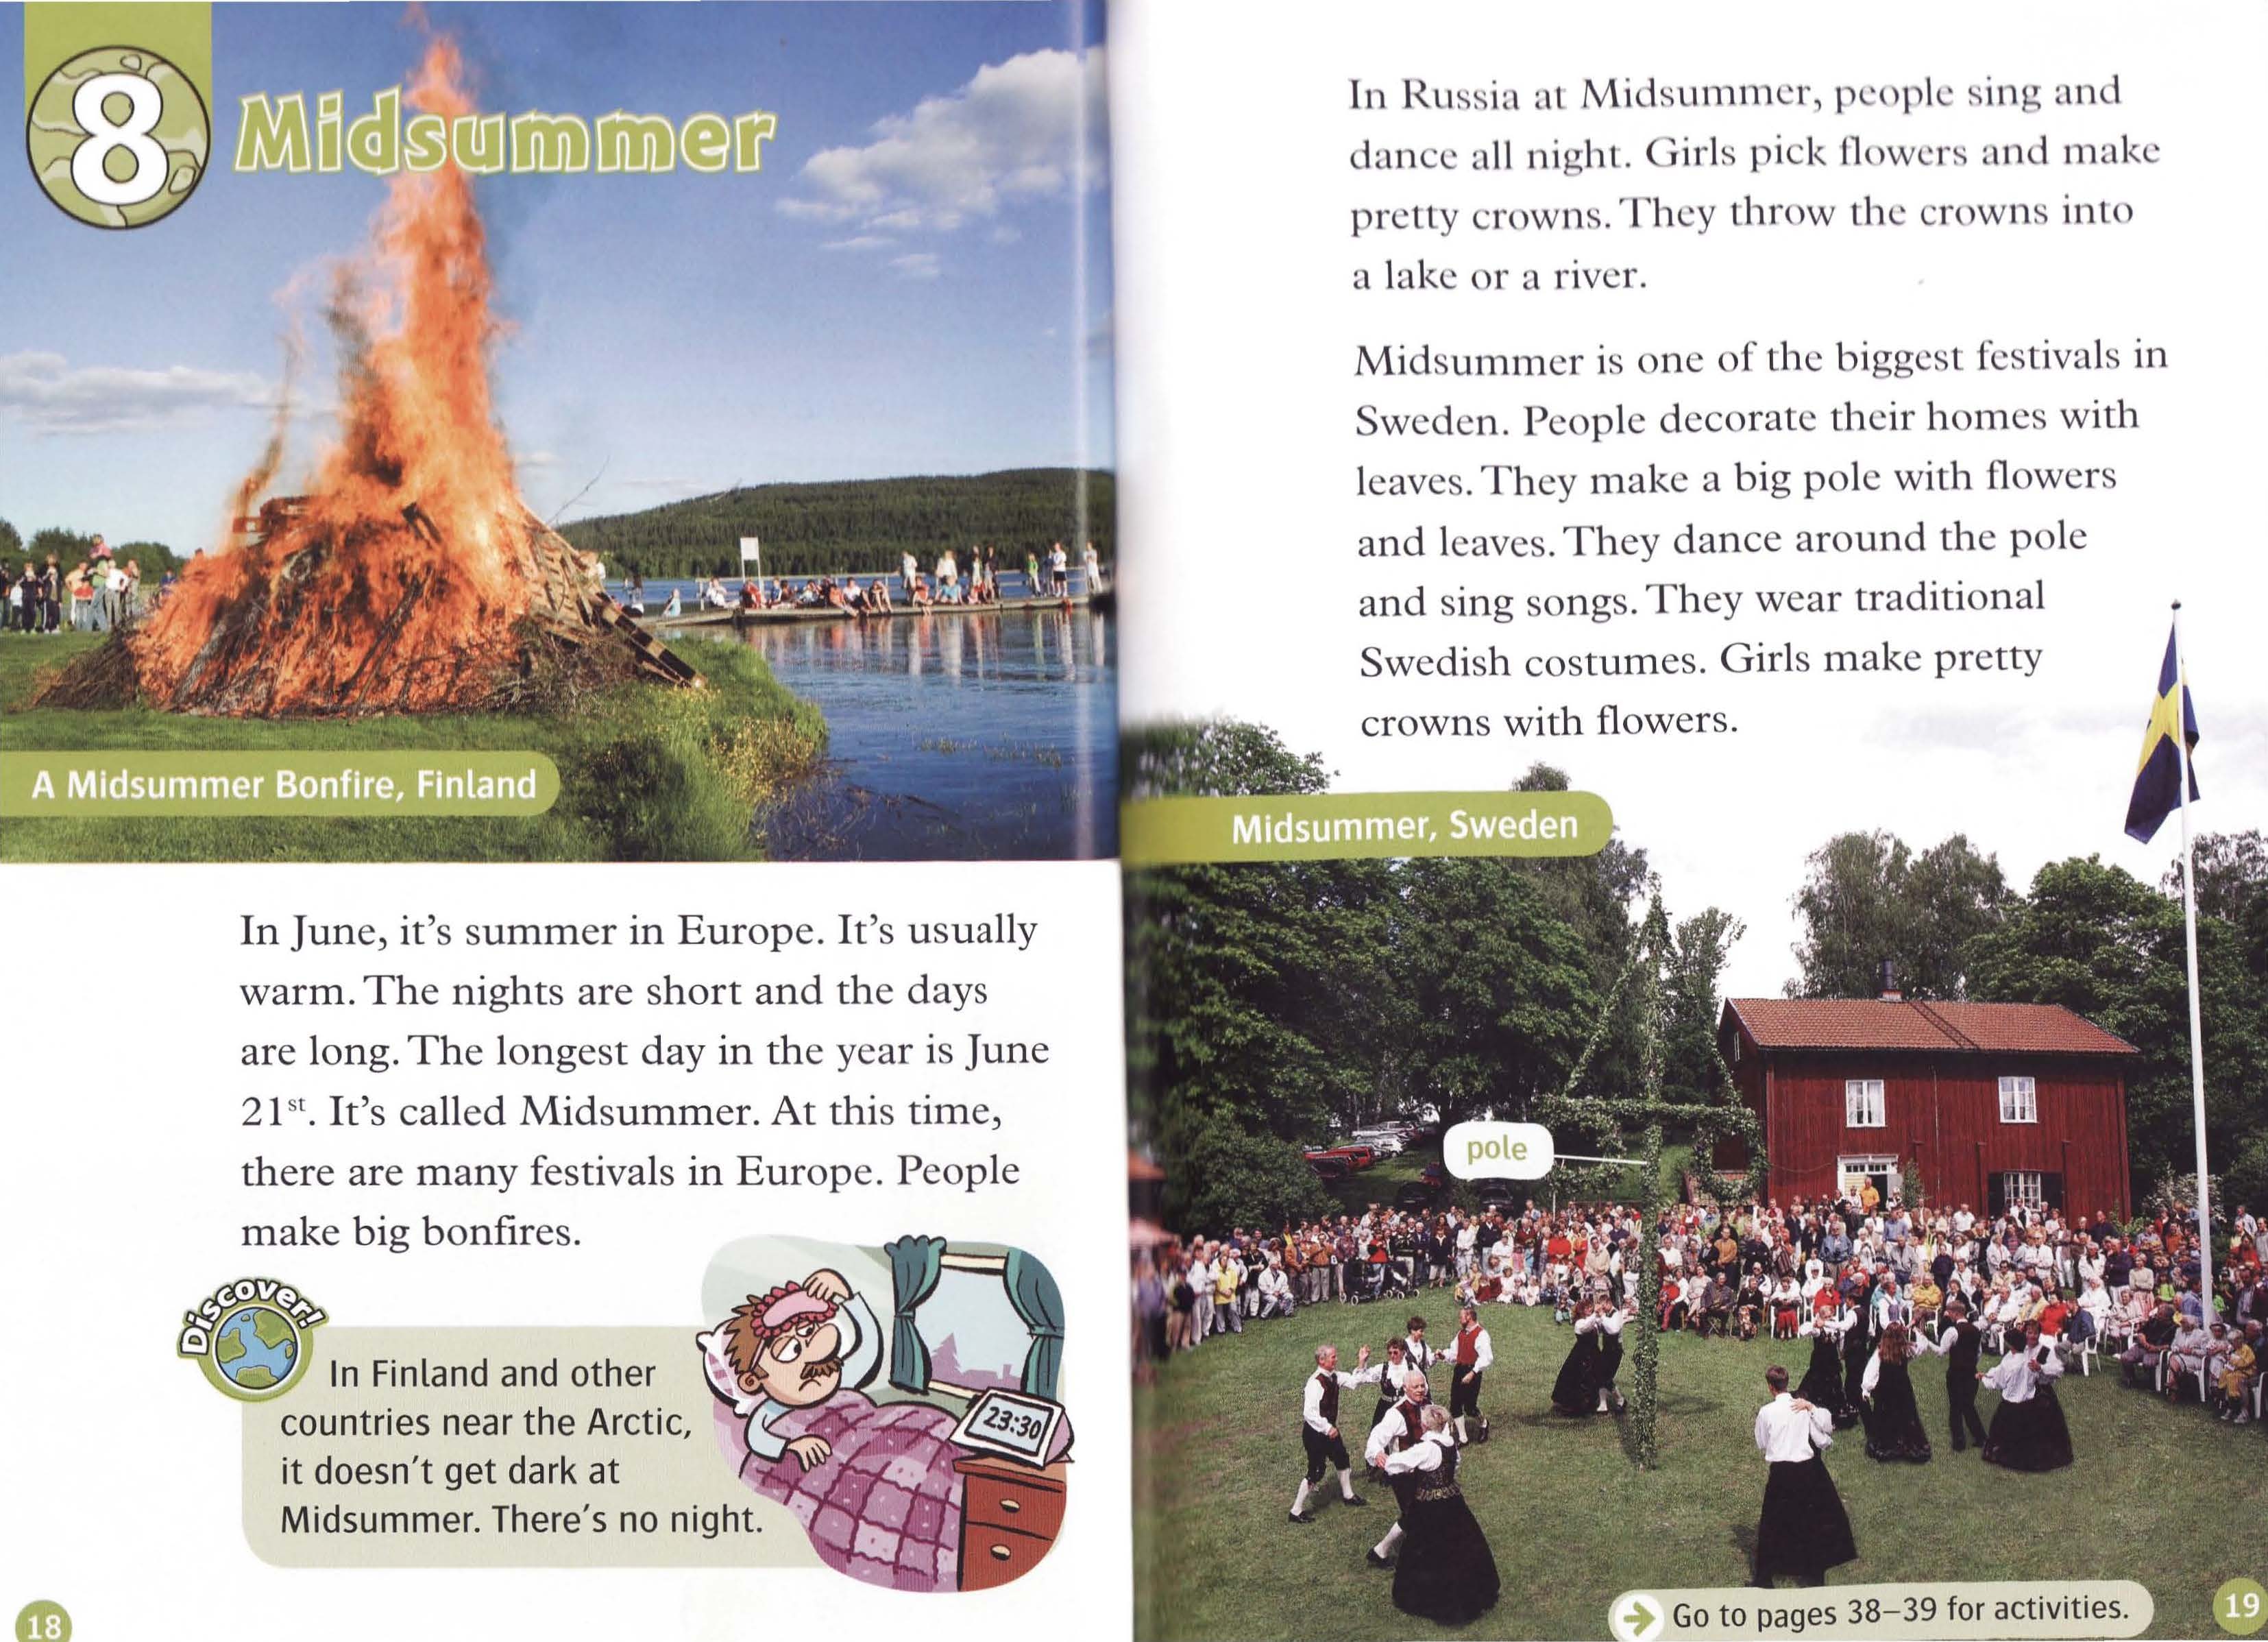 8
Midsummer
A Midsummer Bonfire, Finland
In June, it's summer in Europe. It's usually
warm. The nights are short and the days
are long. The longest day in the year is June
21st. It's called Midsummer. At this time,
there are many festivals in Europe. People
make big bonfires.
Discover!
In Finland and other
countries near the Arctic,
it doesn't get dark at
Midsummer. There's no night.
23:30
18
In Russia at Midsummer, people sing and
dance all night. Girls pick flowers and make
pretty crowns. They throw the crowns into
a lake or a river.
Midsummer is one of the biggest festivals in
Sweden. People decorate their homes with
leaves. They make a big pole with flowers
and leaves. They dance around the pole
and sing songs. They wear traditional
Swedish costumes. Girls make pretty
crowns with flowers.
Midsummer, Sweden
pole
Go to pages 38–39 for activities.
19